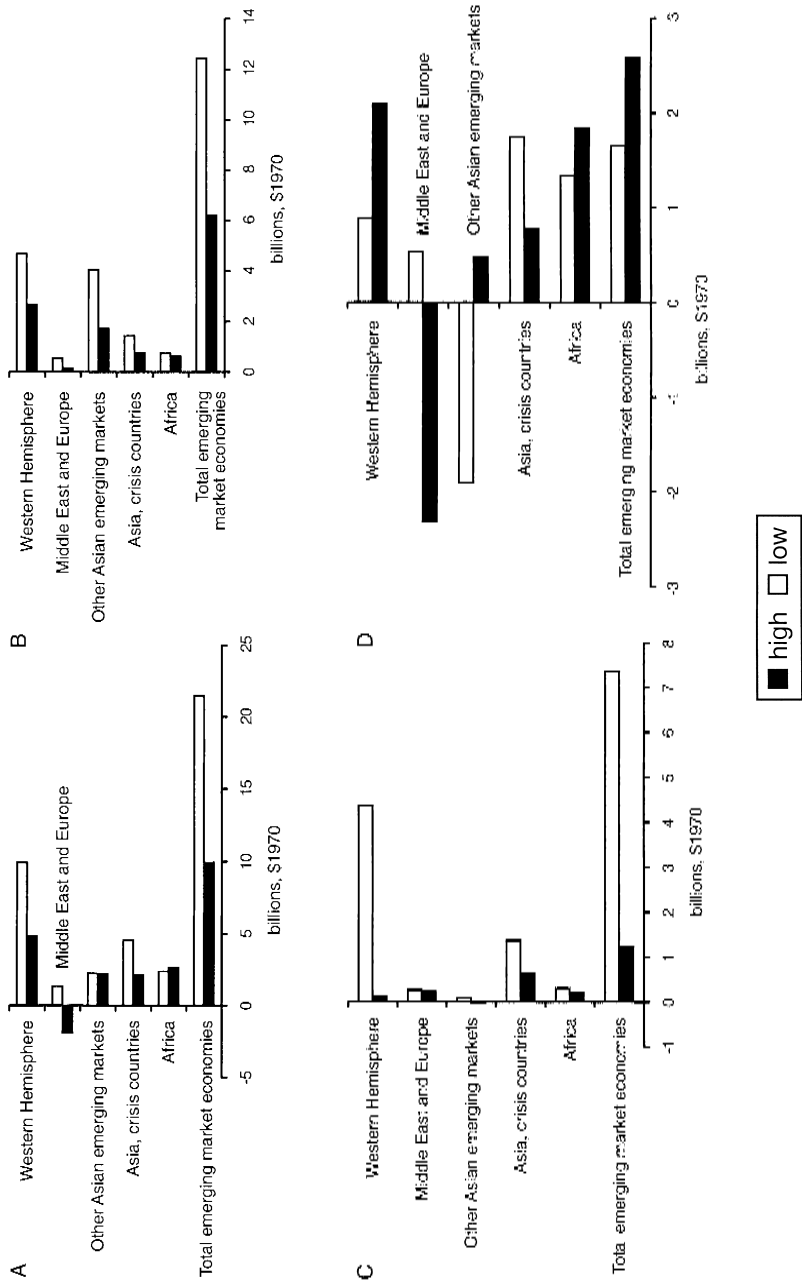 A
Western Hemisphere
Middle East and Europe
Other Asian emerging markets
Asia, crisis countries
Africa
Total emerging market economies
-5
0
5
10
15
20
25
billions, $1970
B
Western Hemisphere
Middle East and Europe
Other Asian emerging markets
Asia, crisis countries
Africa
Total emerging
market economies
0
2
4
6
8
10
12
14
billions, $1970
C
Western Hemisphere
Middle East and Europe
Other Asian emerging markets
Asia, crisis countries
Africa
Total emerging market economies
-1
0
1
2
3
4
5
6
7
8
billions, $1970
D
Western Hemisphere
Middle East and Europe
Other Asian emerging markets
Asia, crisis countries
Africa
Total emerging market economies
-3
-2
-1
0
1
2
3
billions, $1970
high
low